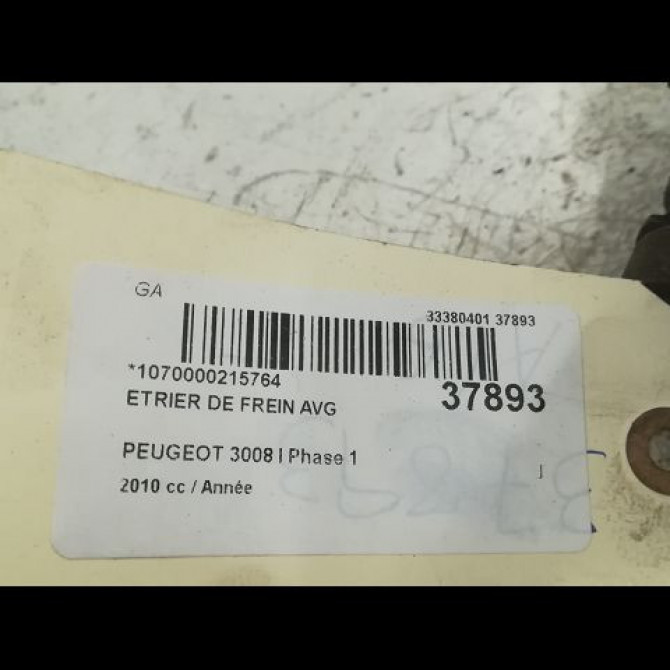 GA
33380401 37893
*1070000215764
37893
ETRIER DE FREIN AVG
PEUGEOT 3008 I Phase 1
2010 cc / Année